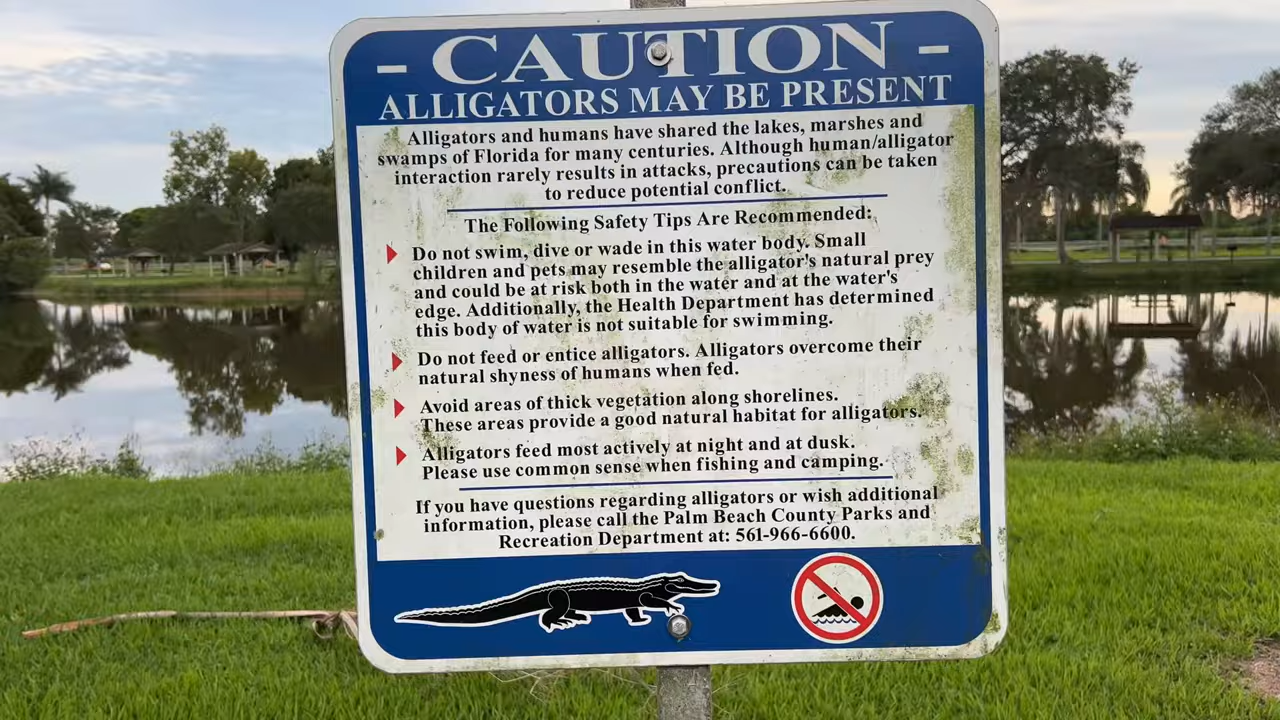 - CAUTION -
ALLIGATORS MAY BE PRESENT
Alligators and humans have shared the lakes, marshes and
swamps of Florida for many centuries. Although human/alligator
interaction rarely results in attacks, precautions can be taken
to reduce potential conflict.
The Following Safety Tips Are Recommended:
Do not swim, dive or wade in this water body. Small
children and pets may resemble the alligator's natural prey
and could be at risk both in the water and at the water's
edge. Additionally, the Health Department has determined
this body of water is not suitable for swimming.
Do not feed or entice alligators. Alligators overcome their
natural shyness of humans when fed.
Avoid areas of thick vegetation along shorelines.
These areas provide a good natural habitat for alligators.
Alligators feed most actively at night and at dusk.
Please use common sense when fishing and camping.
If you have questions regarding alligators or wish additional
information, please call the Palm Beach County Parks and
Recreation Department at: 561-966-6600.